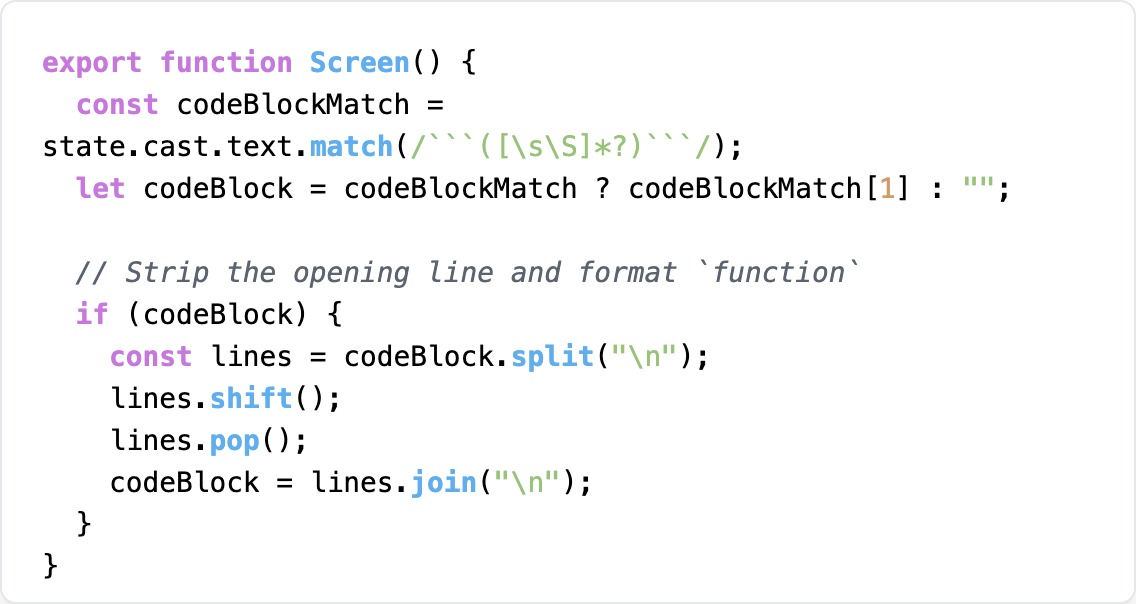 export function Screen() {
  const codeBlockMatch =
state.cast.text.match(/```([\s\S]*?)```/);
  let codeBlock = codeBlockMatch ? codeBlockMatch[1] : "";

  // Strip the opening line and format `function`
  if (codeBlock) {
    const lines = codeBlock.split("\n");
    lines.shift();
    lines.pop();
    codeBlock = lines.join("\n");
  }
}